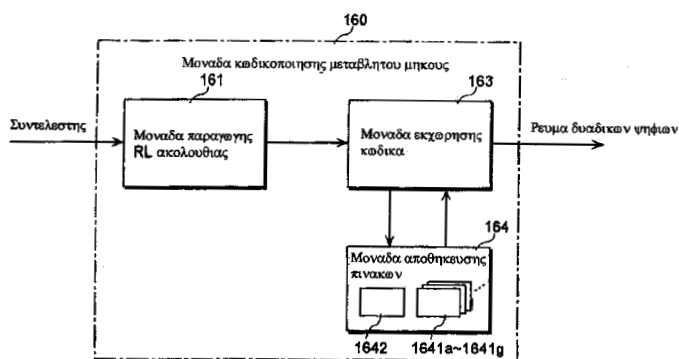 160
Μοναδα κωδικοποιησης μεταβλητου μηκους
161
163
Συντελεστης
Μοναδα παραγωγης
RL ακολουθιας
Μοναδα εκχωρησης
κωδικα
Ρευμα δυαδικων ψηφιων
164
Μοναδα αποθηκευσης
πινακων
1642
1641a~1641g